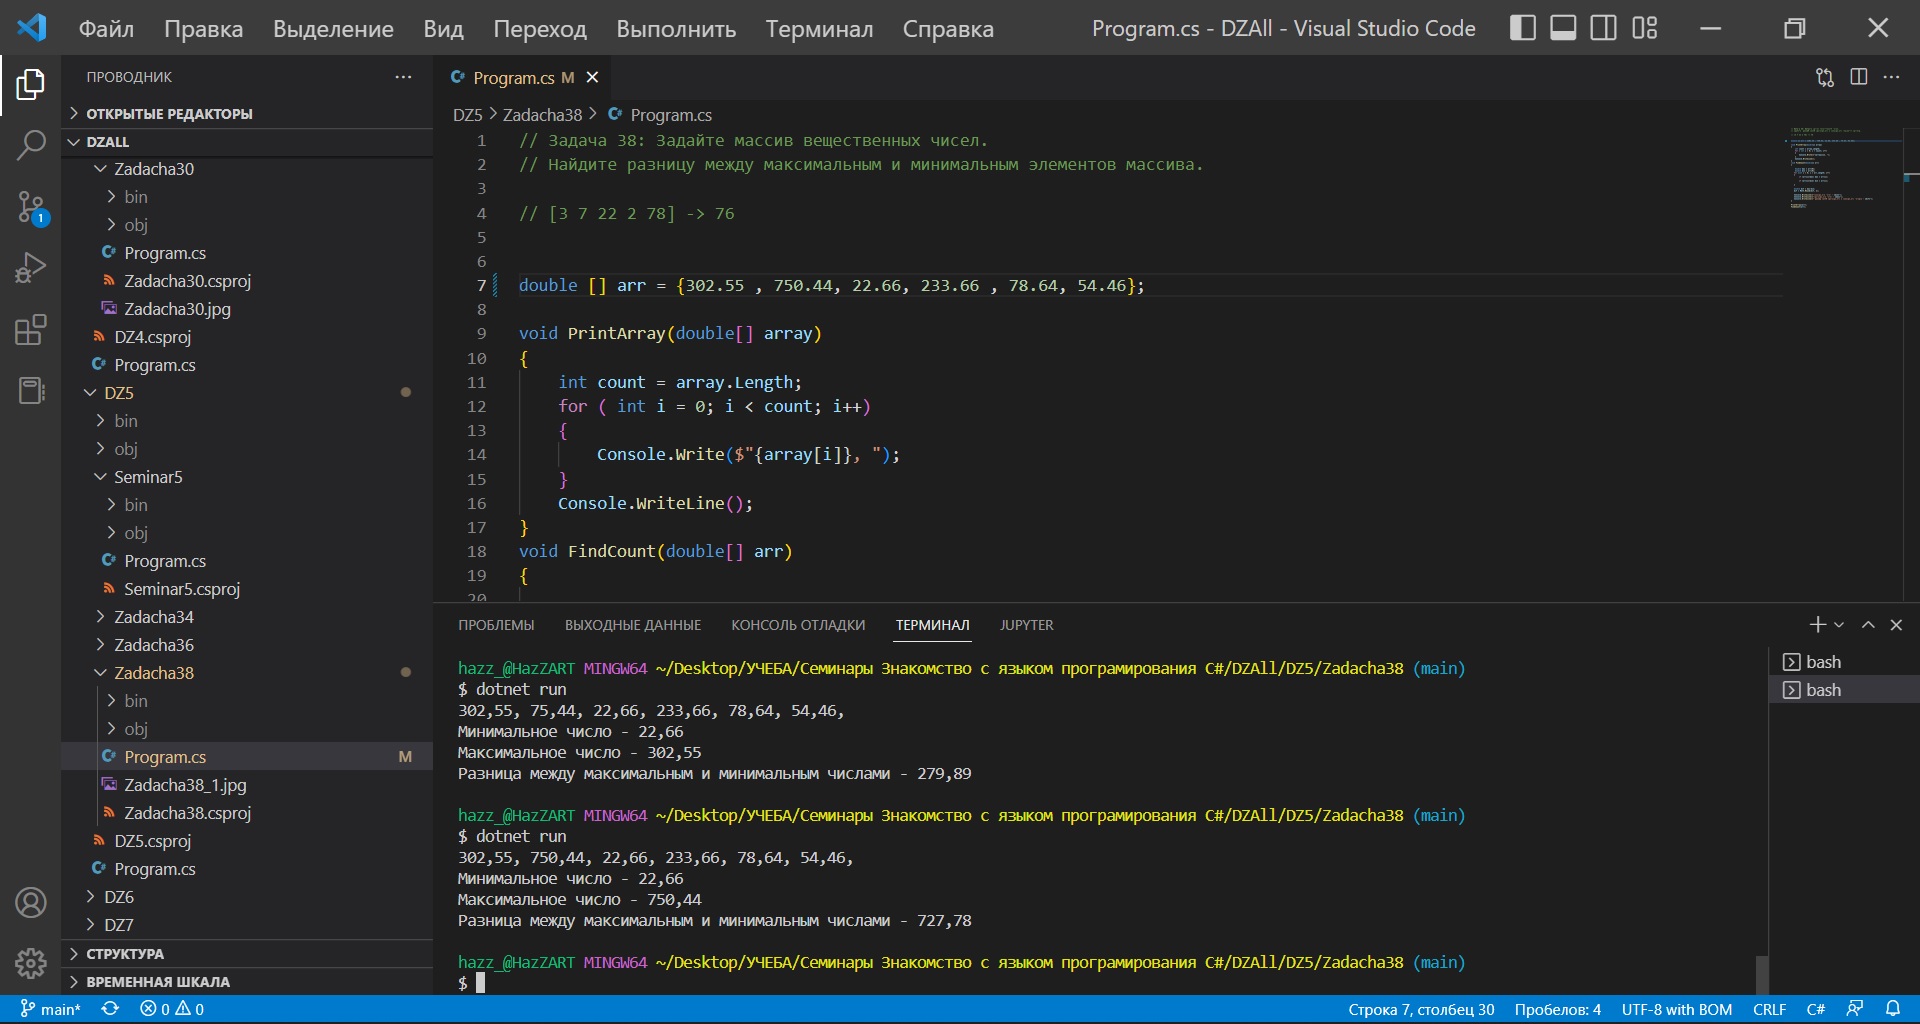 Файл Правка Выделение Вид Переход Выполнить Терминал Справка Program.cs - DZAll - Visual Studio Code
ПРОВОДНИК
ОТКРЫТЫЕ РЕДАКТОРЫ
DZALL
Zadacha30
bin
obj
C# Program.cs
Zadacha30.csproj
Zadacha30.jpg
DZ4.csproj
C# Program.cs
DZ5
bin
obj
Seminar5
bin
obj
C# Program.cs
Seminar5.csproj
Zadacha34
Zadacha36
Zadacha38
bin
obj
C# Program.cs M
Zadacha38_1.jpg
Zadacha38.csproj
DZ5.csproj
C# Program.cs
DZ6
DZ7
СТРУКТУРА
ВРЕМЕННАЯ ШКАЛА
1
C# Program.cs M
DZ5 > Zadacha38 > C# Program.cs
1 // Задача 38: Задайте массив вещественных чисел.
2 // Найдите разницу между максимальным и минимальным элементов массива.
3
4 // [3 7 22 2 78] -> 76
5
6
7 double [] arr = {302.55 , 750.44, 22.66, 233.66 , 78.64, 54.46};
8
9 void PrintArray(double[] array)
10 {
11 int count = array.Length;
12 for ( int i = 0; i < count; i++)
13 {
14 Console.Write($"{array[i]}, ");
15 }
16 Console.WriteLine();
17 }
18 void FindCount(double[] arr)
19 {
20
ПРОБЛЕМЫ ВЫХОДНЫЕ ДАННЫЕ КОНСОЛЬ ОТЛАДКИ ТЕРМИНАЛ JUPYTER
hazz_@HazZART MINGW64 ~/Desktop/УЧЕБА/Семинары Знакомство с языком програмирования C#/DZAll/DZ5/Zadacha38 (main)
$ dotnet run
302,55, 75,44, 22,66, 233,66, 78,64, 54,46,
Минимальное число - 22,66
Максимальное число - 302,55
Разница между максимальным и минимальным числами - 279,89
hazz_@HazZART MINGW64 ~/Desktop/УЧЕБА/Семинары Знакомство с языком програмирования C#/DZAll/DZ5/Zadacha38 (main)
$ dotnet run
302,55, 750,44, 22,66, 233,66, 78,64, 54,46,
Минимальное число - 22,66
Максимальное число - 750,44
Разница между максимальным и минимальным числами - 727,78
hazz_@HazZART MINGW64 ~/Desktop/УЧЕБА/Семинары Знакомство с языком програмирования C#/DZAll/DZ5/Zadacha38 (main)
$
bash
bash
main* 0 0 Строка 7, столбец 30 Пробелов: 4 UTF-8 with BOM CRLF C#